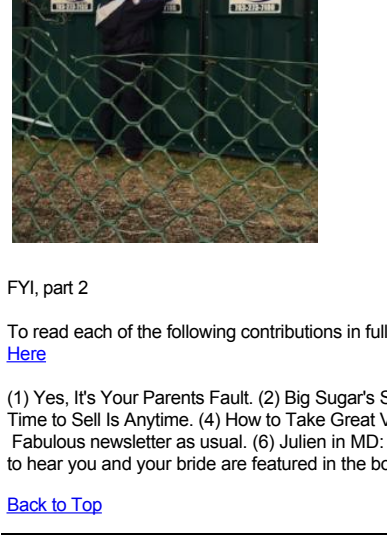 FYI, part 2
To read each of the following contributions in full
Here
(1) Yes, It's Your Parents Fault. (2) Big Sugar's S
Time to Sell Is Anytime. (4) How to Take Great V
Fabulous newsletter as usual. (6) Julien in MD:
to hear you and your bride are featured in the bo
Back to Top